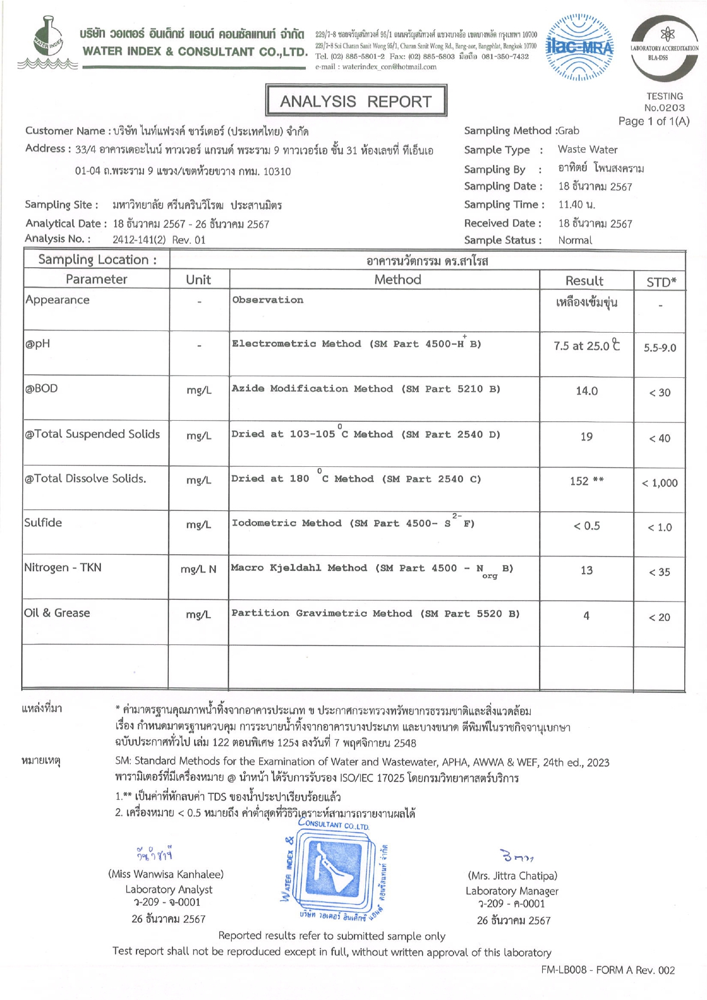 WATER INDEX
บริษัท วอเตอร์ อินเด็กซ์ แอนด์ คอนซัลแทนท์ จำกัด
WATER INDEX & CONSULTANT CO.,LTD.
229/7-8 ซอยจรัญสนิทวงศ์ 95/1 ถนนจรัญสนิทวงศ์ แขวงบางอ้อ เขตบางพลัด กรุงเทพฯ 10700
229/7-8 Soi Charan Sanit Wong 95/1, Charan Sanit Wong Rd., Bang-aor, Bangphlat, Bangkok 10700
Tel. (02) 885-5801-2 Fax: (02) 885-5803 มือถือ 081-350-7432
e-mail : waterindex_con@hotmail.com
ilac-MRA
LABORATORY ACCREDITATION
BLA-DSS
TESTING
No.0203
Page 1 of 1(A)
ANALYSIS REPORT
Customer Name : บริษัท ไนท์แฟรงค์ ชาร์เตอร์ (ประเทศไทย) จำกัด
Sampling Method :Grab
Address : 33/4 อาคารเดอะไนน์ ทาวเวอร์ แกรนด์ พระราม 9 ทาวเวอร์เอ ชั้น 31 ห้องเลขที่ ทีเอ็นเอ
Sample Type : Waste Water
01-04 ถ.พระราม 9 แขวง/เขตห้วยขวาง กทม. 10310
Sampling By : อาทิตย์ โพนสงคราม
Sampling Date : 18 ธันวาคม 2567
Sampling Site : มหาวิทยาลัย ศรีนครินวิโรฒ ประสานมิตร
Sampling Time : 11.40 น.
Analytical Date : 18 ธันวาคม 2567 - 26 ธันวาคม 2567
Received Date : 18 ธันวาคม 2567
Analysis No. : 2412-141(2) Rev. 01
Sample Status : Normal
Sampling Location : อาคารนวัตกรรม ดร.สาโรส
Parameter Unit Method Result STD*
Appearance - Observation เหลืองเข้มขุ่น -
@pH - Electrometric Method (SM Part 4500-H+ B) 7.5 at 25.0 ⁰C 5.5-9.0
@BOD mg/L Azide Modification Method (SM Part 5210 B) 14.0 < 30
@Total Suspended Solids mg/L Dried at 103-105 ⁰C Method (SM Part 2540 D) 19 < 40
@Total Dissolve Solids. mg/L Dried at 180 ⁰C Method (SM Part 2540 C) 152 ** < 1,000
Sulfide mg/L Iodometric Method (SM Part 4500- S2- F) < 0.5 < 1.0
Nitrogen - TKN mg/L N Macro Kjeldahl Method (SM Part 4500 - Norg B) 13 < 35
Oil & Grease mg/L Partition Gravimetric Method (SM Part 5520 B) 4 < 20
แหล่งที่มา * ค่ามาตรฐานคุณภาพน้ำทิ้งจากอาคารประเภท ข ประกาศกระทรวงทรัพยากรธรรมชาติและสิ่งแวดล้อม
เรื่อง กำหนดมาตรฐานควบคุม การระบายน้ำทิ้งจากอาคารบางประเภท และบางขนาด ตีพิมพ์ในราชกิจจานุเบกษา
ฉบับประกาศทั่วไป เล่ม 122 ตอนพิเศษ 125ง ลงวันที่ 7 พฤศจิกายน 2548
หมายเหตุ SM: Standard Methods for the Examination of Water and Wastewater, APHA, AWWA & WEF, 24th ed., 2023
พารามิเตอร์ที่มีเครื่องหมาย @ นำหน้า ได้รับการรับรอง ISO/IEC 17025 โดยกรมวิทยาศาสตร์บริการ
1.** เป็นค่าที่หักลบค่า TDS ของน้ำประปาเรียบร้อยแล้ว
2. เครื่องหมาย < 0.5 หมายถึง ค่าต่ำสุดที่วิธีวิเคราะห์สามารถรายงานผลได้
WATER INDEX & CONSULTANT CO.,LTD.
บริษัท วอเตอร์ อินเด็กซ์ แอนด์ คอนซัลแทนท์ จำกัด
(Miss Wanwisa Kanhalee)
(Mrs. Jittra Chatipa)
Laboratory Analyst
Laboratory Manager
ว-209 - จ-0001
ว-209 - ค-0001
26 ธันวาคม 2567
26 ธันวาคม 2567
Reported results refer to submitted sample only
Test report shall not be reproduced except in full, without written approval of this laboratory
FM-LB008 - FORM A Rev. 002